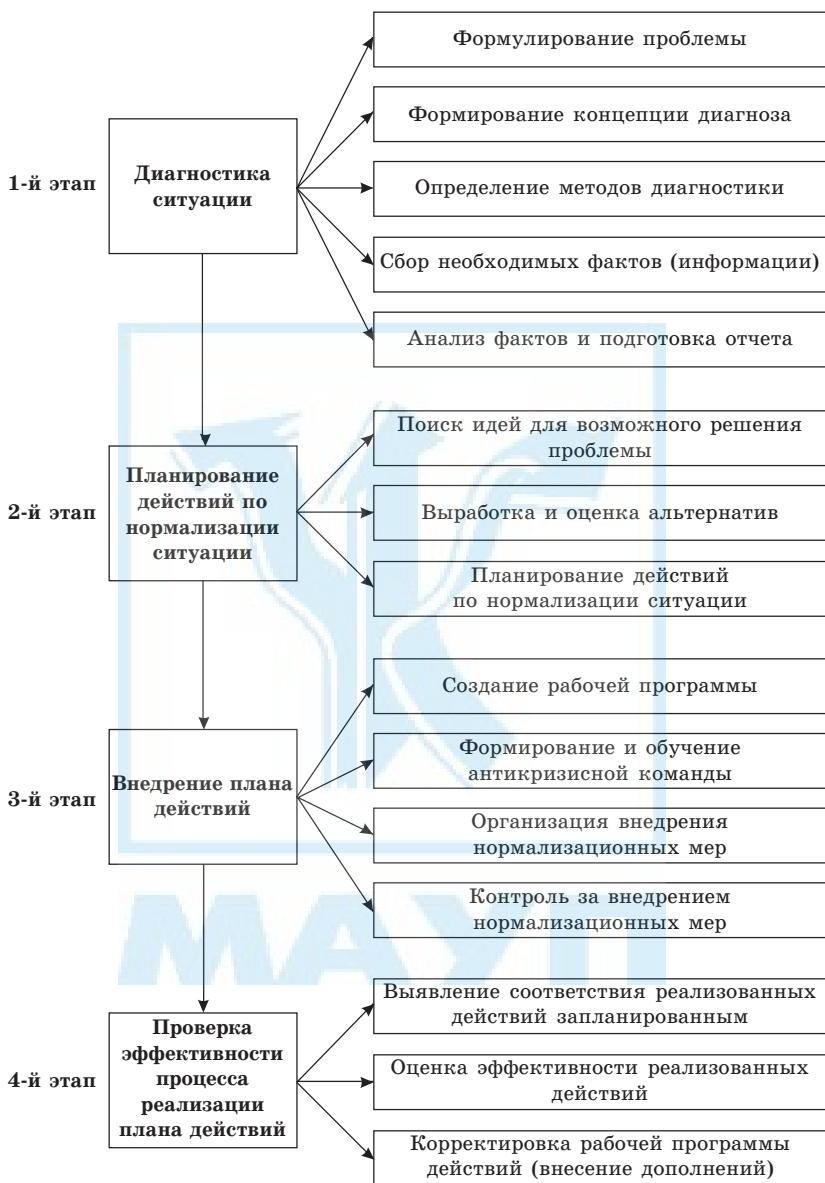 Формулирование проблемы
Формирование концепции диагноза
1-й этап
Диагностика
ситуации
Определение методов диагностики
Сбор необходимых фактов (информации)
Анализ фактов и подготовка отчета
Поиск идей для возможного решения
проблемы
2-й этап
Планирование
действий по
нормализации
ситуации
Выработка и оценка альтернатив
Планирование действий
по нормализации ситуации
Создание рабочей программы
Формирование и обучение
антикризисной команды
3-й этап
Внедрение плана
действий
Организация внедрения
нормализационных мер
Контроль за внедрением
нормализационных мер
МАУП
Выявление соответствия реализованных
действий запланированным
4-й этап
Проверка
эффективности
процесса
реализации
плана действий
Оценка эффективности реализованных
действий
Корректировка рабочей программы
действий (внесение дополнений)